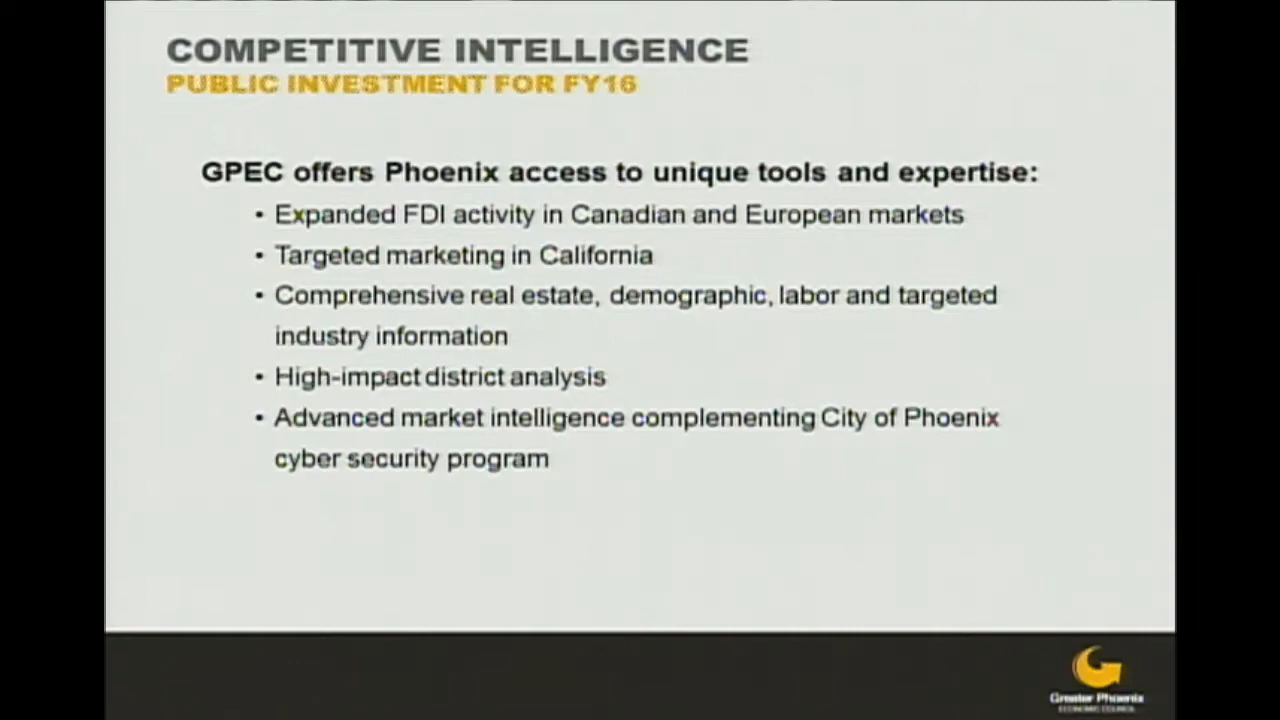 COMPETITIVE INTELLIGENCE
PUBLIC INVESTMENT FOR FY16
GPEC offers Phoenix access to unique tools and expertise:
• Expanded FDI activity in Canadian and European markets
• Targeted marketing in California
• Comprehensive real estate, demographic, labor and targeted
industry information
• High-impact district analysis
• Advanced market intelligence complementing City of Phoenix
cyber security program
Greater Phoenix
ECONOMIC COUNCIL